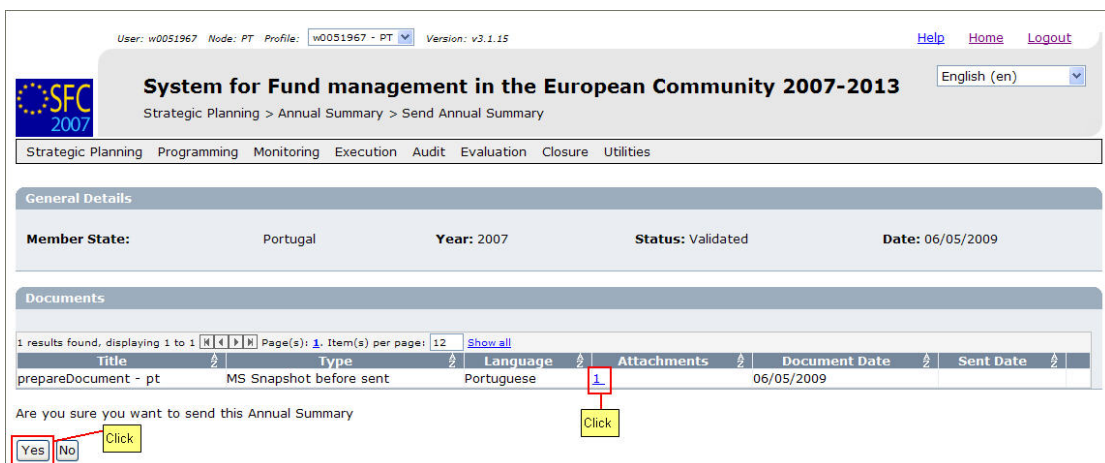 User: w0051967 Node: PT Profile: w0051967 - PT Version: v3.1.15 Help Home Logout
English (en)
SFC
2007
System for Fund management in the European Community 2007-2013
Strategic Planning > Annual Summary > Send Annual Summary
Strategic Planning Programming Monitoring Execution Audit Evaluation Closure Utilities
General Details
Member State: Portugal Year: 2007 Status: Validated Date: 06/05/2009
Documents
1 results found, displaying 1 to 1 Page(s): 1. Item(s) per page: 12 Show all
Title Type Language Attachments Document Date Sent Date
prepareDocument - pt MS Snapshot before sent Portuguese 1 06/05/2009
Are you sure you want to send this Annual Summary
Click
Click
Yes No